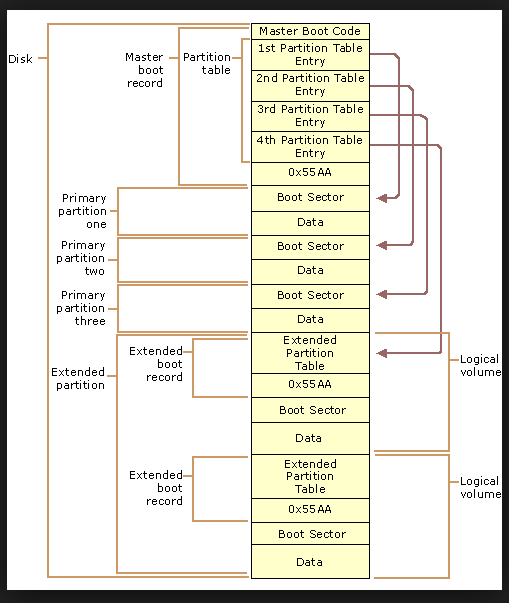 Disk
Master
boot
record
Partition
table
Master Boot Code
1st Partition Table
Entry
2nd Partition Table
Entry
3rd Partition Table
Entry
4th Partition Table
Entry
0x55AA
Primary
partition
one
Boot Sector
Data
Primary
partition
two
Boot Sector
Data
Primary
partition
three
Boot Sector
Data
Extended
partition
Extended
boot
record
Extended
Partition
Table
0x55AA
Boot Sector
Data
Logical
volume
Extended
boot
record
Extended
Partition
Table
0x55AA
Boot Sector
Data
Logical
volume